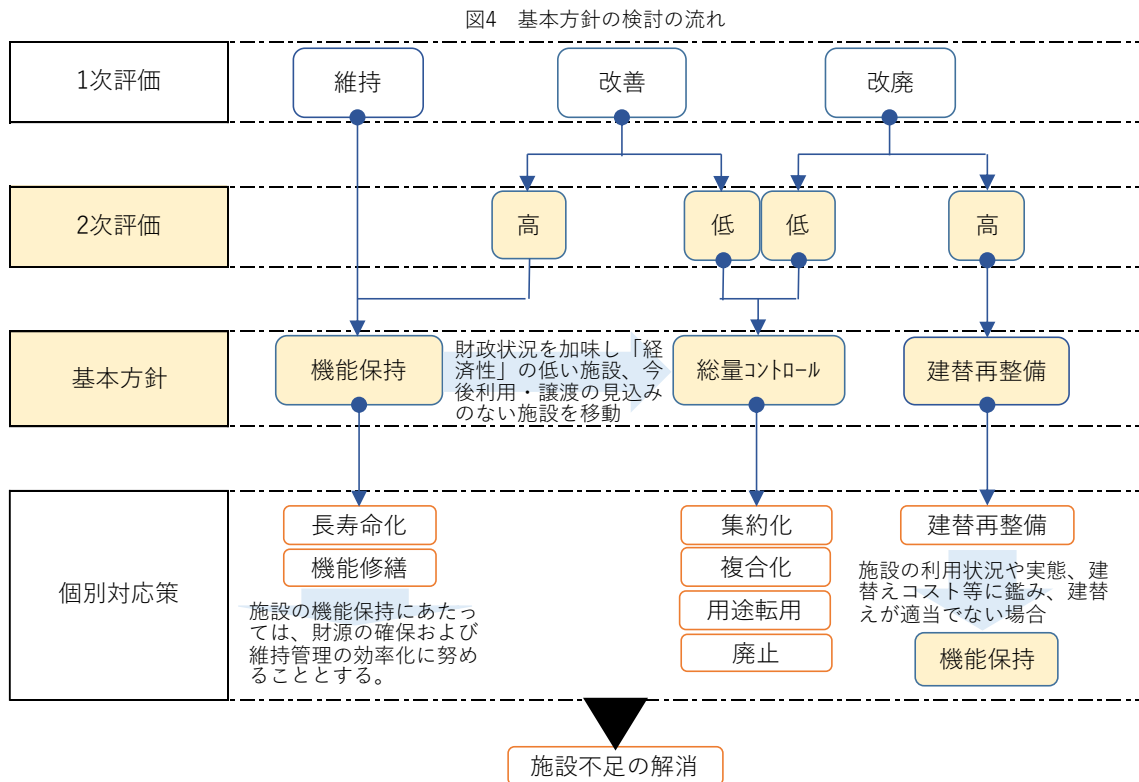 図4　基本方針の検討の流れ
1次評価
維持
改善
改廃
2次評価
高
低
低
高
基本方針
機能保持
財政状況を加味し「経
済性」の低い施設、今
後利用・譲渡の見込み
のない施設を移動
総量ｺﾝﾄﾛｰﾙ
建替再整備
個別対応策
長寿命化
機能修繕
施設の機能保持にあたっ
ては、財源の確保および
維持管理の効率化に努め
ることとする。
集約化
複合化
用途転用
廃止
建替再整備
施設の利用状況や実態、建
替えコスト等に鑑み、建替
えが適当でない場合
機能保持
施設不足の解消